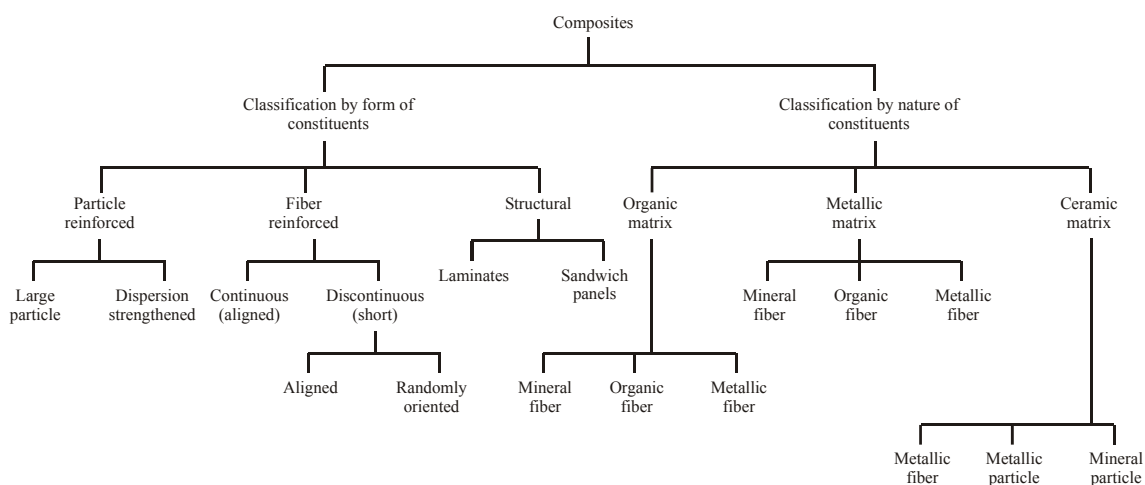 Composites
Classification by form of
constituents
Classification by nature of
constituents
Particle
reinforced
Fiber
reinforced
Structural
Organic
matrix
Metallic
matrix
Ceramic
matrix
Large
particle
Dispersion
strengthened
Continuous
(aligned)
Discontinuous
(short)
Laminates
Sandwich
panels
Mineral
fiber
Organic
fiber
Metallic
fiber
Aligned
Randomly
oriented
Mineral
fiber
Organic
fiber
Metallic
fiber
Metallic
fiber
Metallic
particle
Mineral
particle